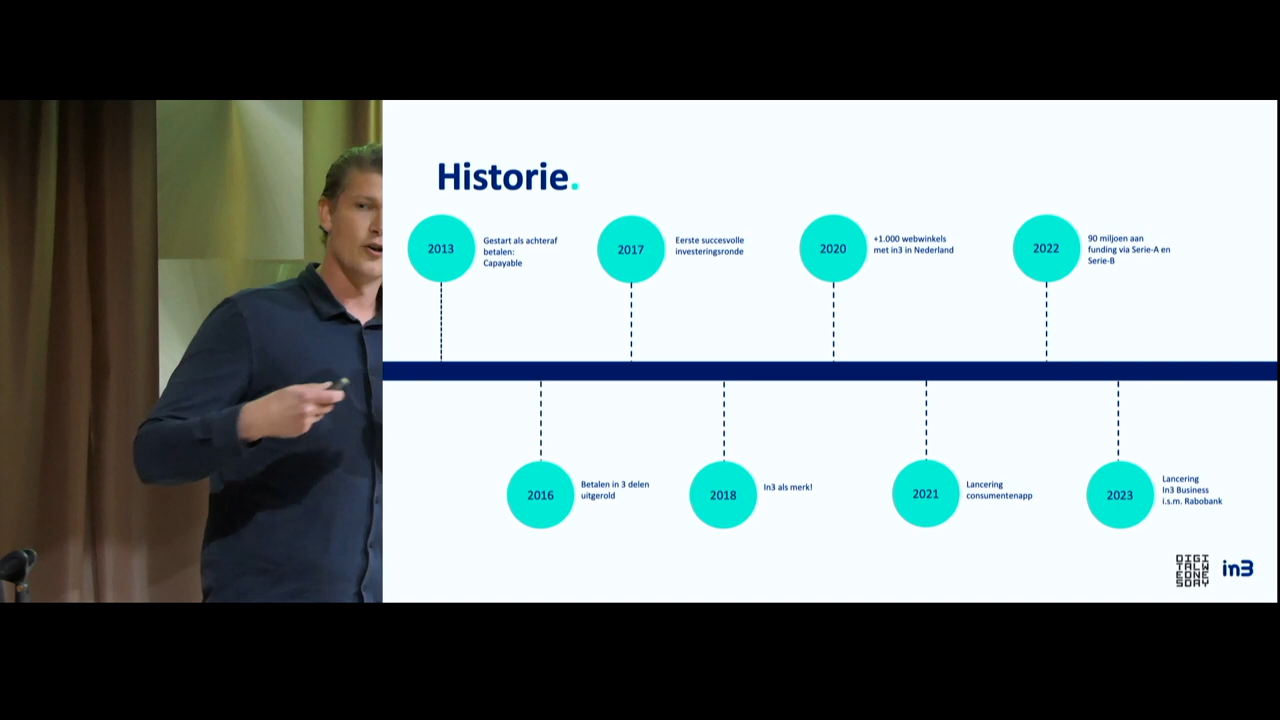 Historie.
2013
Gestart als achteraf
betalen:
Capayable
2017
Eerste succesvolle
investeringsronde
2020
+1.000 webwinkels
met in3 in Nederland
2022
90 miljoen aan
funding via Serie-A en
Serie-B
2016
Betalen in 3 delen
uitgerold
2018
In3 als merk!
2021
Lancering
consumentenapp
2023
Lancering
In3 Business
i.s.m. Rabobank
DIGI
TALW
EDNE
SDAY
in3